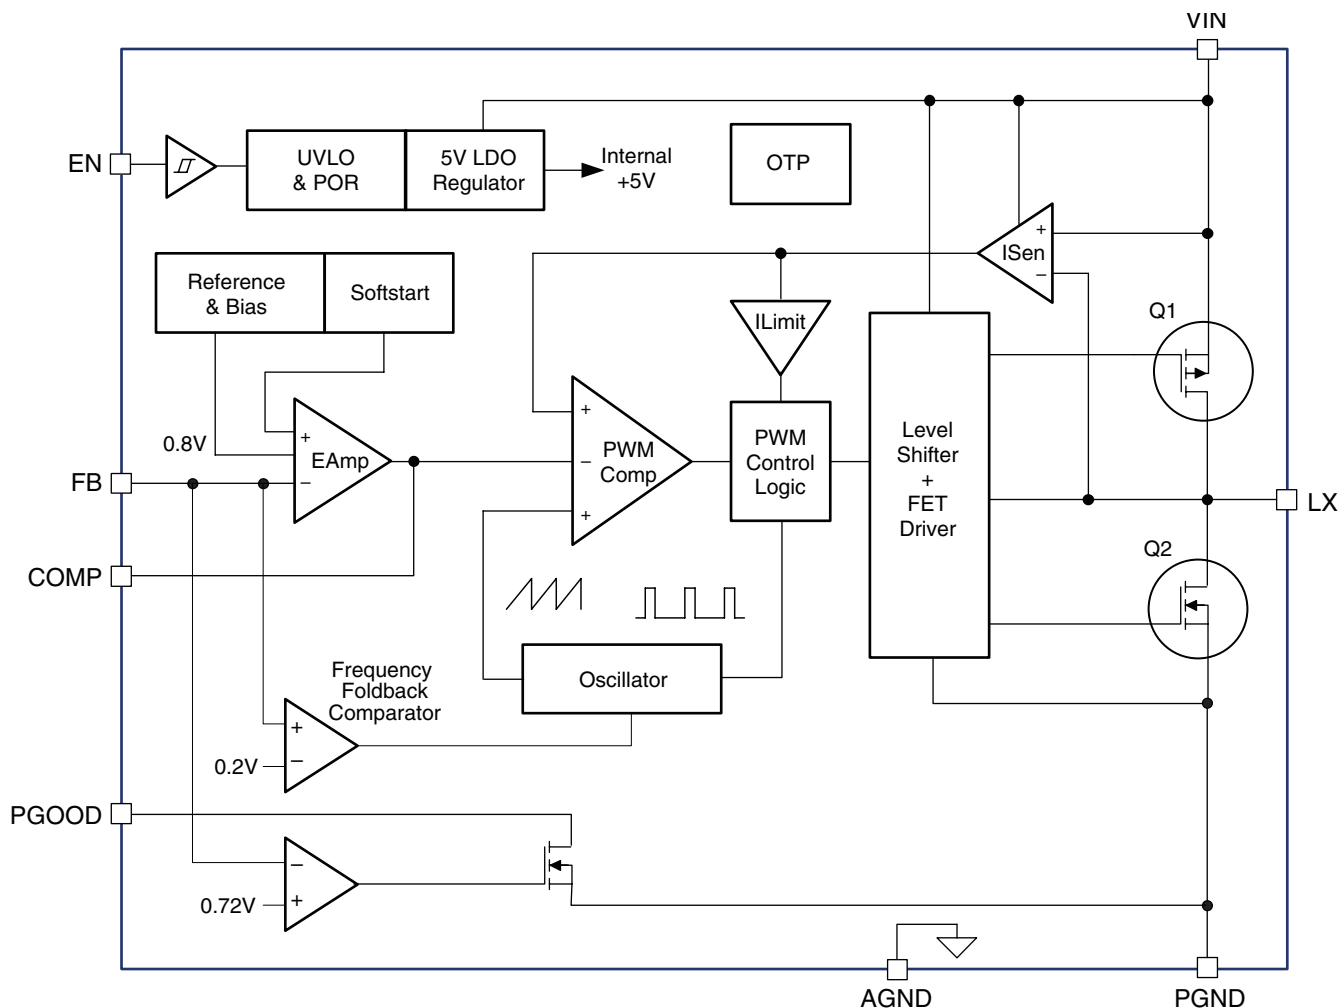 VIN
EN
UVLO
& POR
5V LDO
Regulator
Internal
+5V
OTP
+
ISen
−
Reference
& Bias
Softstart
ILimit
Q1
0.8V
+
EAmp
−
FB
+
PWM
Comp
−
+
PWM
Control
Logic
Level
Shifter
+
FET
Driver
LX
Q2
COMP
Frequency
Foldback
Comparator
Oscillator
+
0.2V
−
PGOOD
−
0.72V
+
AGND
PGND